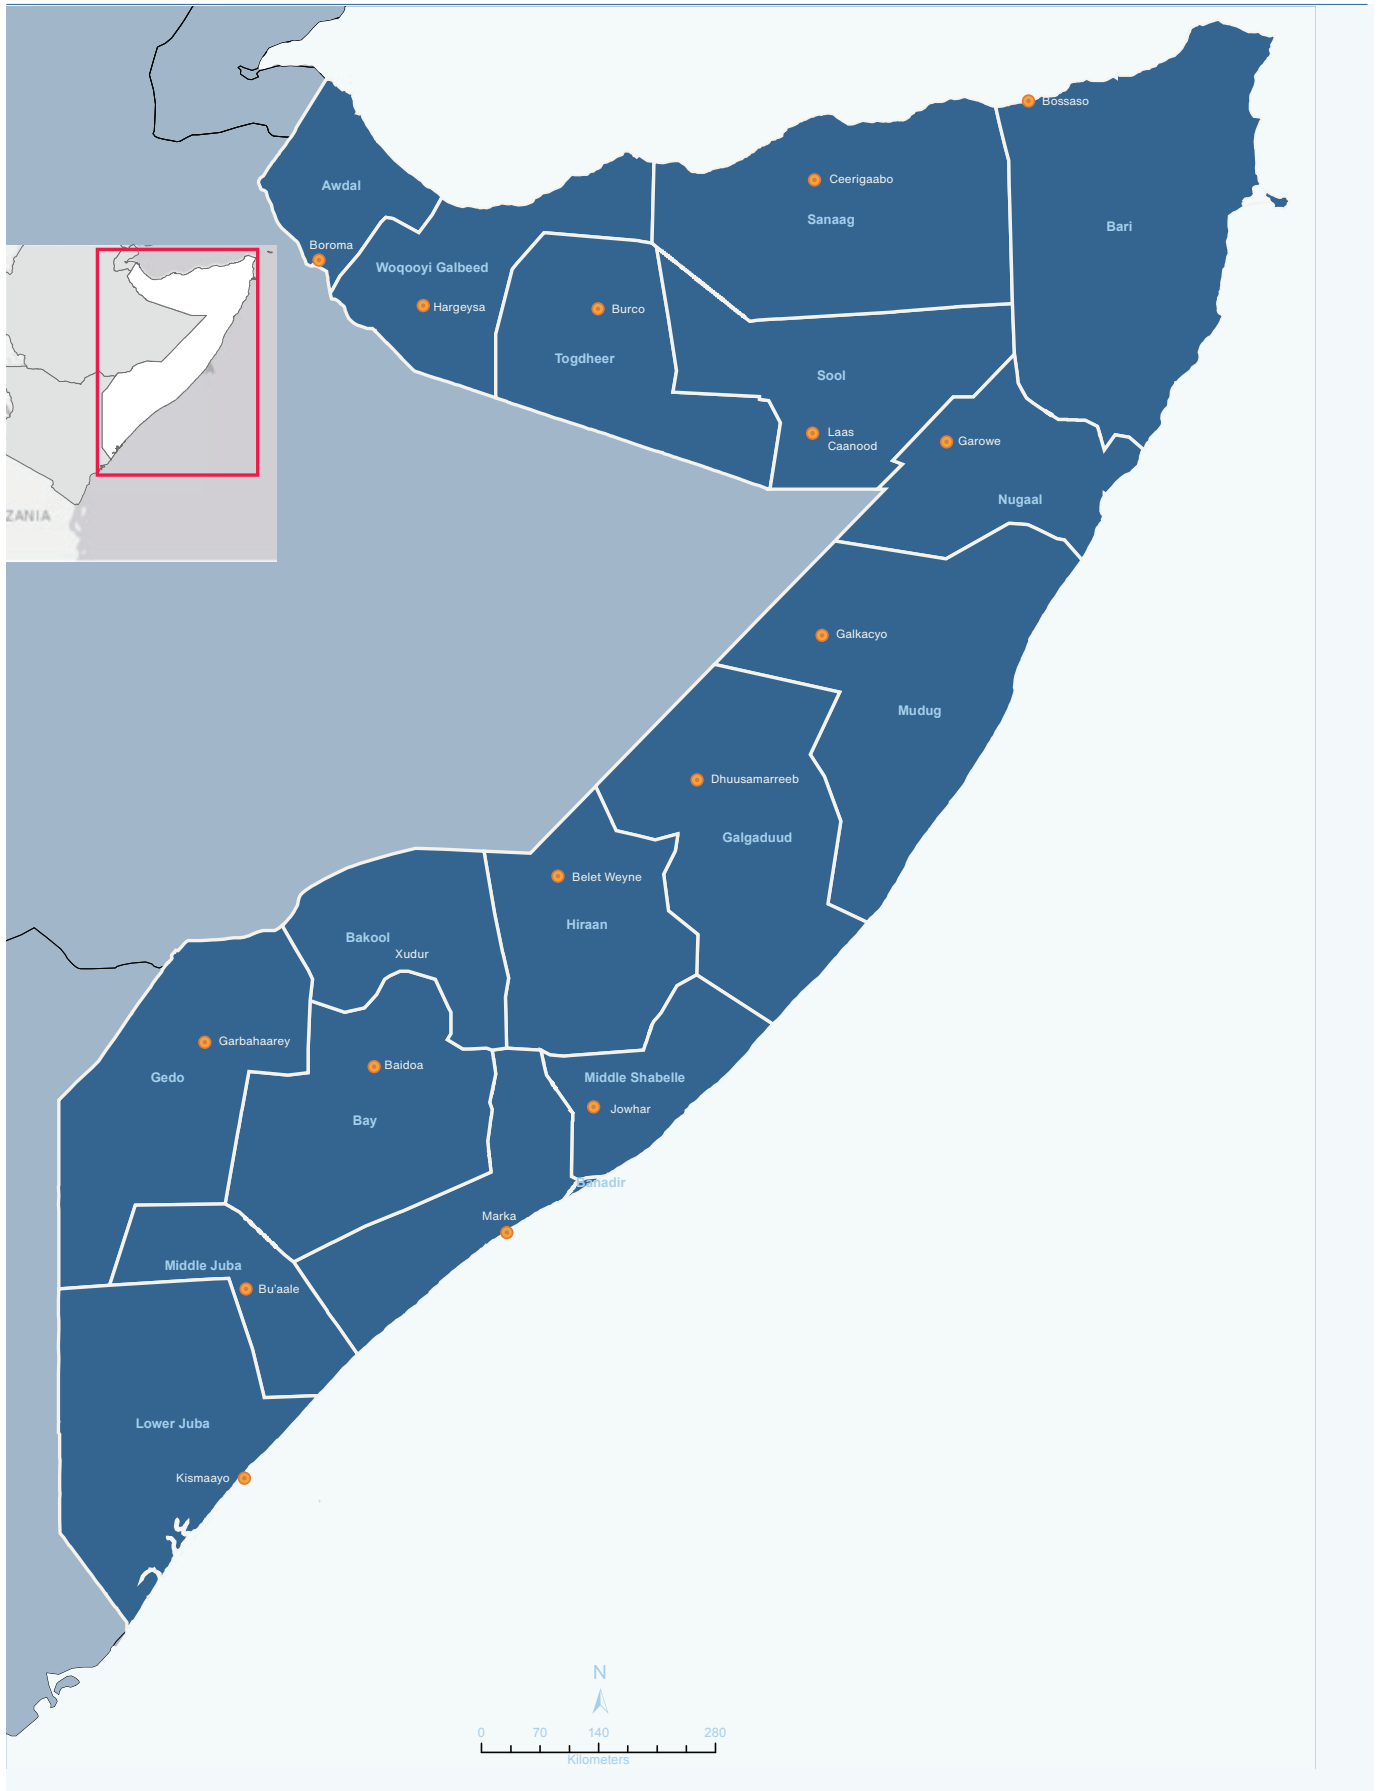 Bossaso
Ceerigaabo
Awdal
Sanaag
Bari
Boroma
Woqooyi Galbeed
Hargeysa
Burco
Togdheer
Sool
Laas
Caanood
Garowe
Nugaal
ZANIA
Galkacyo
Mudug
Dhuusamarreeb
Galgaduud
Belet Weyne
Hiraan
Bakool
Xudur
Garbahaarey
Baidoa
Gedo
Middle Shabelle
Jowhar
Bay
Banadir
Marka
Middle Juba
Bu'aale
Lower Juba
Kismaayo
N
0 70 140 280
Kilometers